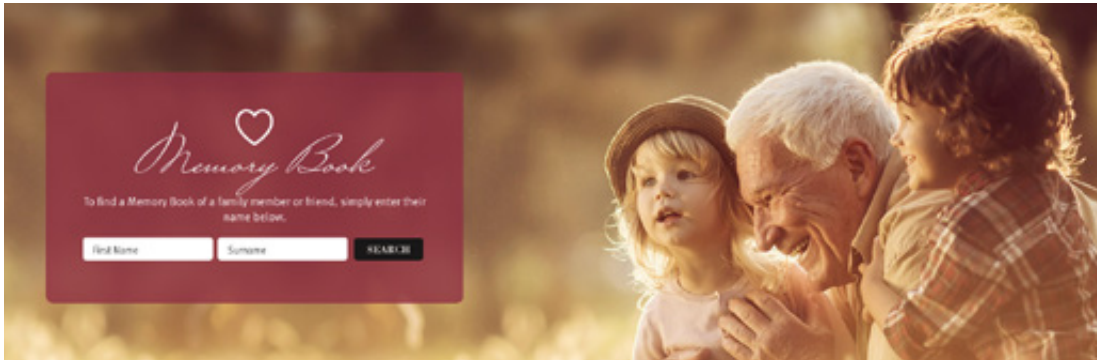 Memory Book
To find a Memory Book of a family member or friend, simply enter their
name below.
First Name Surname SEARCH